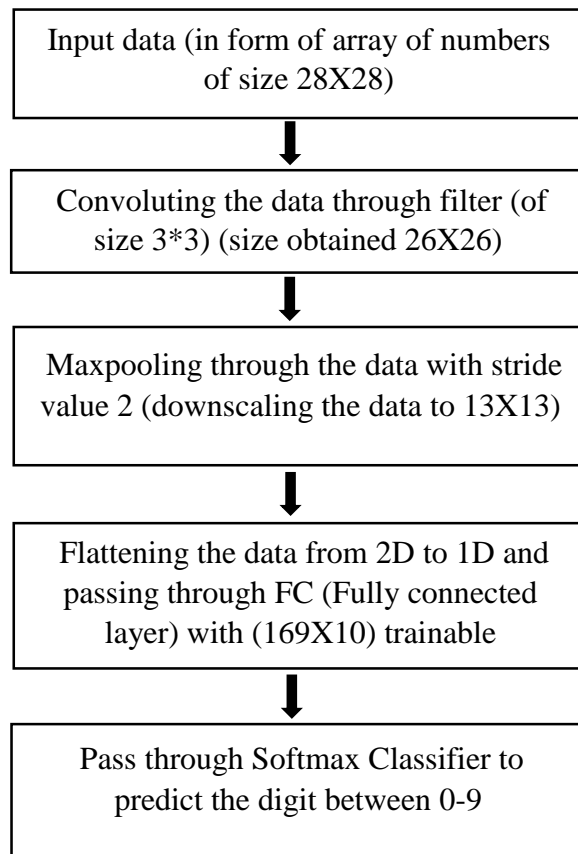 Input data (in form of array of numbers
of size 28X28)
Convoluting the data through filter (of
size 3*3) (size obtained 26X26)
Maxpooling through the data with stride
value 2 (downscaling the data to 13X13)
Flattening the data from 2D to 1D and
passing through FC (Fully connected
layer) with (169X10) trainable
Pass through Softmax Classifier to
predict the digit between 0-9